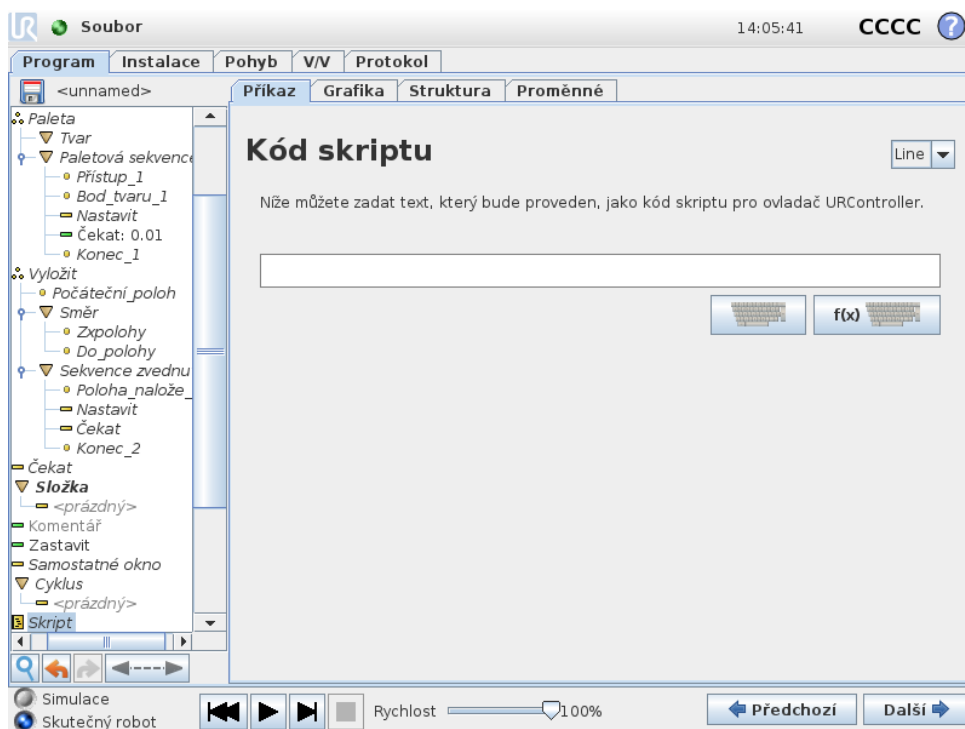 UR Soubor 14:05:41 CCCC ?
Program Instalace Pohyb V/V Protokol
<unnamed> Příkaz Grafika Struktura Proměnné
Paleta
Tvar
Paletová sekvence
Přístup_1
Bod_tvaru_1
Nastavit
Čekat: 0.01
Konec_1
Vyložit
Počáteční_poloh
Směr
Zxpolohy
Do_polohy
Sekvence zvednu
Poloha_nalože_
Nastavit
Čekat
Konec_2
Čekat
Složka
<prázdný>
Komentář
Zastavit
Samostatné okno
Cyklus
<prázdný>
Skript
Kód skriptu
Line
Níže můžete zadat text, který bude proveden, jako kód skriptu pro ovladač URController.
f(x)
Simulace
Skutečný robot
Rychlost 100%
Předchozí Další